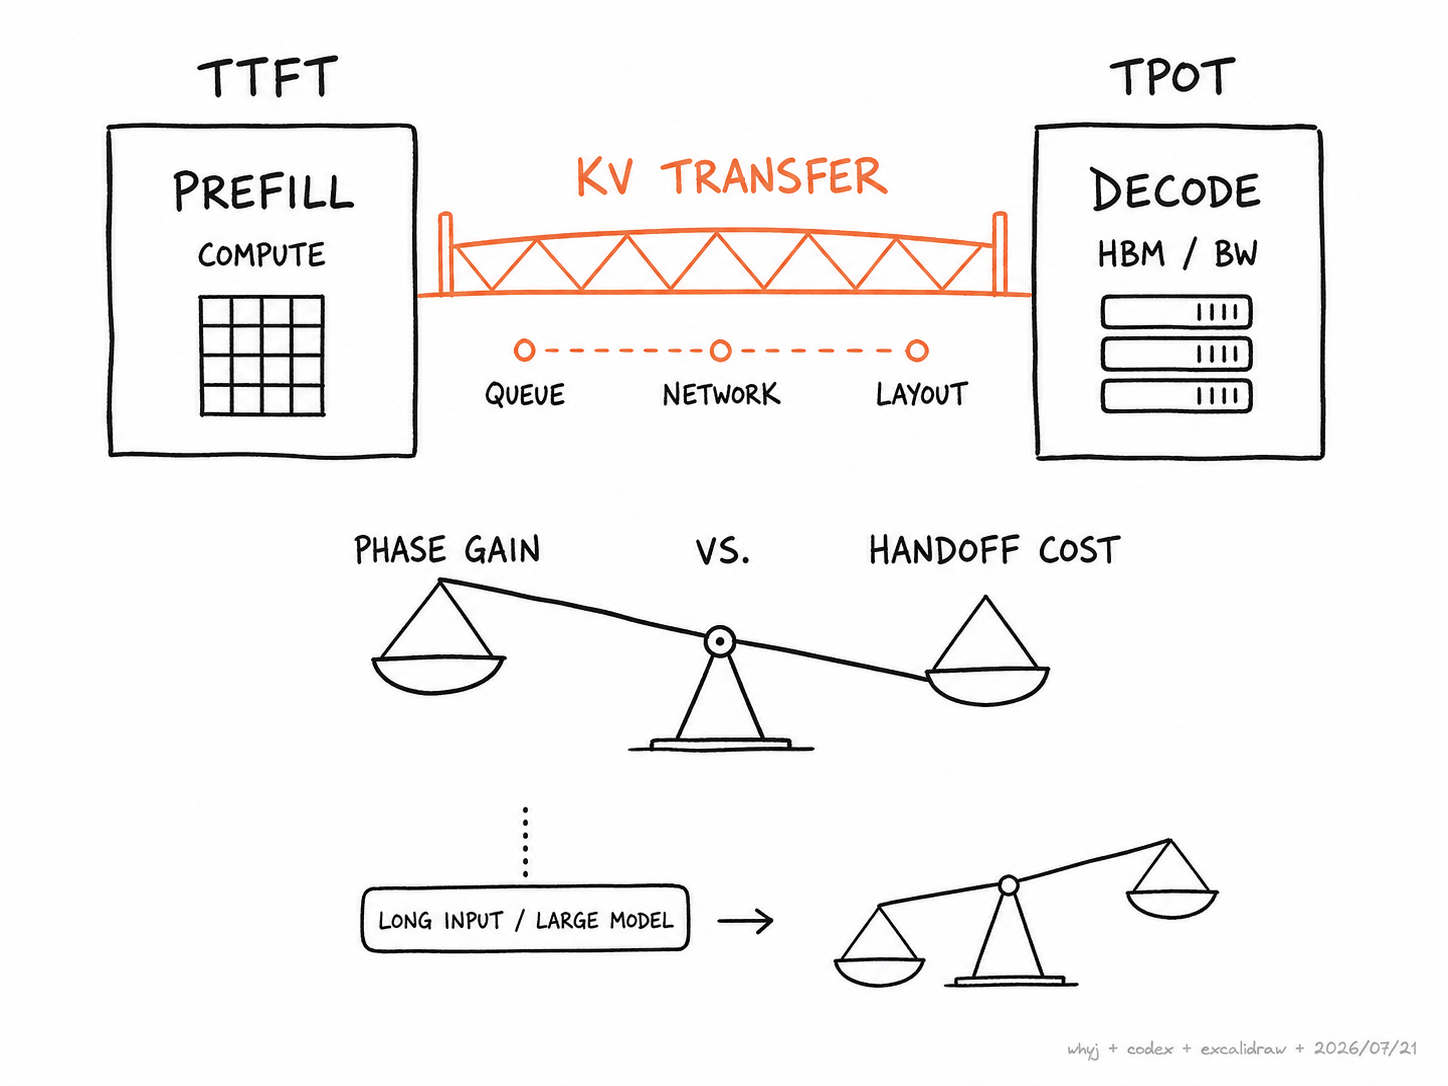 TTFT
TPOT
PREFILL
COMPUTE
KV TRANSFER
DECODE
HBM / BW
QUEUE
NETWORK
LAYOUT
PHASE GAIN
VS.
HANDOFF COST
LONG INPUT / LARGE MODEL
whyj + codex + excalidraw + 2026/07/21